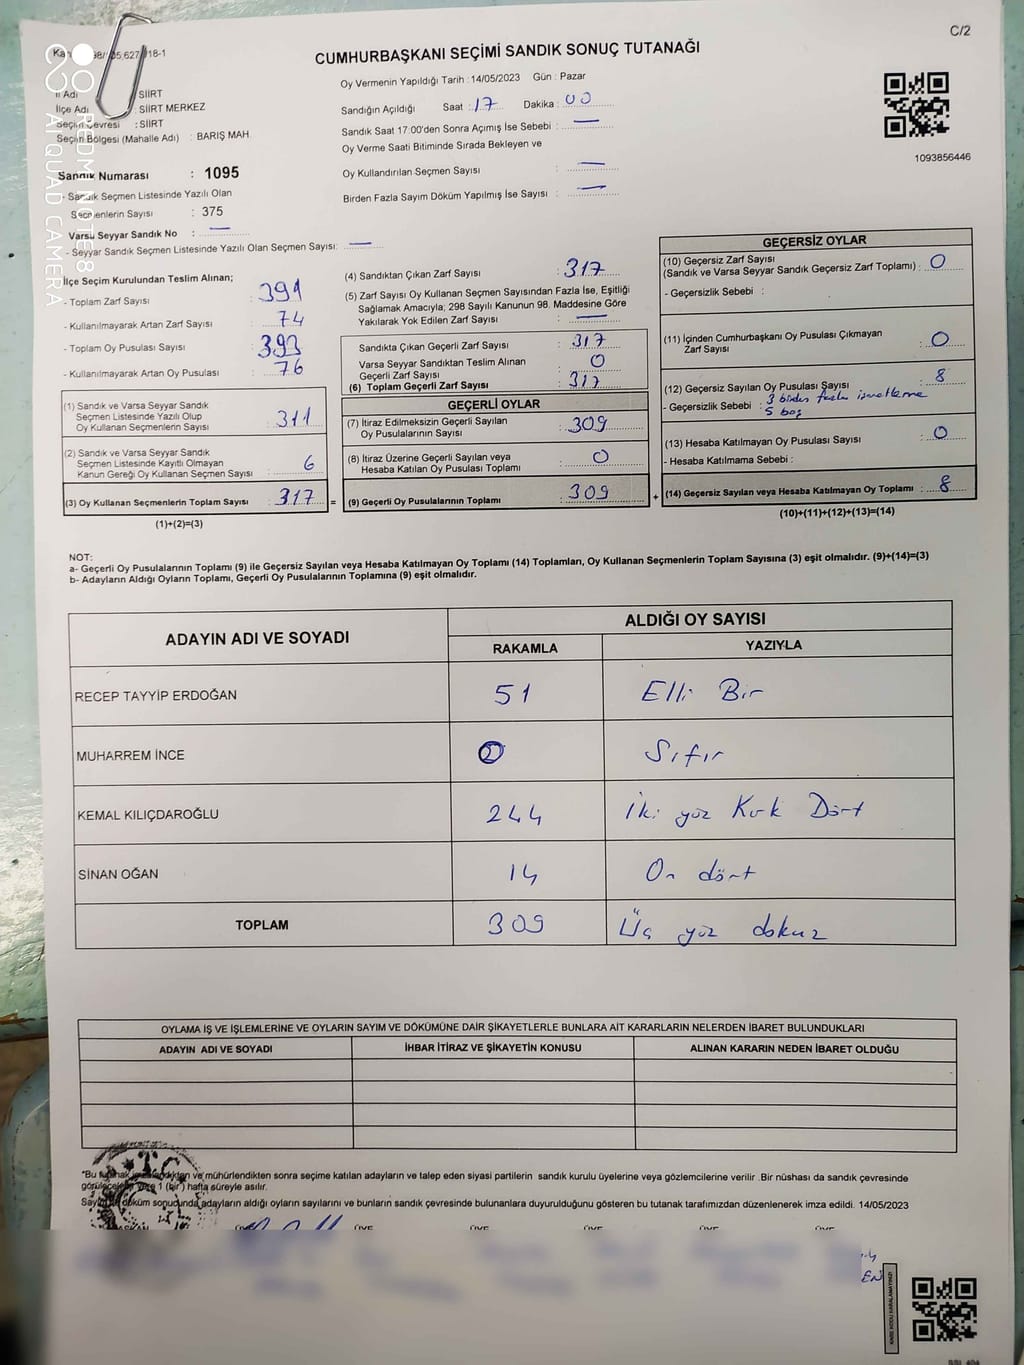 C/2
CUMHURBAŞKANI SEÇİMİ SANDIK SONUÇ TUTANAĞI
Oy Vermenin Yapıldığı Tarih : 14/05/2023 Gün : Pazar
İl Adı : SİİRT
İlçe Adı : SİİRT MERKEZ
Seçim Çevresi : SİİRT
Seçim Bölgesi (Mahalle Adı) : BARIŞ MAH.
Sandık Numarası : 1095
- Sandık Seçmen Listesinde Yazılı Olan
Seçmenlerin Sayısı : 375
Varsa Seyyar Sandık No : —
- Seyyar Sandık Seçmen Listesinde Yazılı Olan Seçmen Sayısı: —
Sandığın Açıldığı Saat : 17 Dakika : 00
Sandık Saat 17:00'den Sonra Açımış İse Sebebi : —
Oy Verme Saati Bitiminde Sırada Bekleyen ve
Oy Kullandırılan Seçmen Sayısı : —
Birden Fazla Sayım Döküm Yapılmış İse Sayısı : —
1093856446
REDMI NOTE 8
AI QUAD CAMERA
İlçe Seçim Kurulundan Teslim Alınan;
- Toplam Zarf Sayısı : 391
- Kullanılmayarak Artan Zarf Sayısı : 74
- Toplam Oy Pusulası Sayısı : 393
- Kullanılmayarak Artan Oy Pusulası : 76
(1) Sandık ve Varsa Seyyar Sandık
Seçmen Listesinde Yazılı Olup
Oy Kullanan Seçmenlerin Sayısı : 311
(2) Sandık ve Varsa Seyyar Sandık
Seçmen Listesinde Kayıtlı Olmayan
Kanun Gereği Oy Kullanan Seçmen Sayısı : 6
(3) Oy Kullanan Seçmenlerin Toplam Sayısı : 317 =
(1)+(2)=(3)
(4) Sandıktan Çıkan Zarf Sayısı : 317
(5) Zarf Sayısı Oy Kullanan Seçmen Sayısından Fazla İse, Eşitliği
Sağlamak Amacıyla; 298 Sayılı Kanunun 98. Maddesine Göre
Yakılarak Yok Edilen Zarf Sayısı : —
Sandıkta Çıkan Geçerli Zarf Sayısı : 317
Varsa Seyyar Sandıktan Teslim Alınan
Geçerli Zarf Sayısı : 0
(6) Toplam Geçerli Zarf Sayısı : 317
GEÇERLİ OYLAR
(7) İtiraz Edilmeksizin Geçerli Sayılan
Oy Pusulalarının Sayısı : 309
(8) İtiraz Üzerine Geçerli Sayılan veya
Hesaba Katılan Oy Pusulası Toplamı : 0
(9) Geçerli Oy Pusulalarının Toplamı : 309 +
GEÇERSİZ OYLAR
(10) Geçersiz Zarf Sayısı
(Sandık ve Varsa Seyyar Sandık Geçersiz Zarf Toplamı) : 0
- Geçersizlik Sebebi :
(11) İçinden Cumhurbaşkanı Oy Pusulası Çıkmayan
Zarf Sayısı : 0
(12) Geçersiz Sayılan Oy Pusulası Sayısı : 8
- Geçersizlik Sebebi : 3 birden fazla işaretleme
5 boş
(13) Hesaba Katılmayan Oy Pusulası Sayısı : 0
- Hesaba Katılmama Sebebi :
(14) Geçersiz Sayılan veya Hesaba Katılmayan Oy Toplamı : 8
(10)+(11)+(12)+(13)=(14)
NOT:
a- Geçerli Oy Pusulalarının Toplamı (9) ile Geçersiz Sayılan veya Hesaba Katılmayan Oy Toplamı (14) Toplamları, Oy Kullanan Seçmenlerin Toplam Sayısına (3) eşit olmalıdır. (9)+(14)=(3)
b- Adayların Aldığı Oyların Toplamı, Geçerli Oy Pusulalarının Toplamına (9) eşit olmalıdır.
ADAYIN ADI VE SOYADI ALDIĞI OY SAYISI
RAKAMLA YAZIYLA
RECEP TAYYİP ERDOĞAN 51 Elli Bir
MUHARREM İNCE 0 Sıfır
KEMAL KILIÇDAROĞLU 244 İki yüz Kırk Dört
SİNAN OĞAN 14 On dört
TOPLAM 309 Üç yüz dokuz
OYLAMA İŞ VE İŞLEMLERİNE VE OYLARIN SAYIM VE DÖKÜMÜNE DAİR ŞİKAYETLERLE BUNLARA AİT KARARLARIN NELERDEN İBARET BULUNDUKLARI
ADAYIN ADI VE SOYADI İHBAR İTİRAZ VE ŞİKAYETİN KONUSU ALINAN KARARIN NEDEN İBARET OLDUĞU
ve mühürlendikten sonra seçime katılan adayların ve talep eden siyasi partilerin sandık kurulu üyelerine veya gözlemcilerine verilir .Bir nüshası da sandık çevresinde
1 (bir) hafta süreyle asılır.
döküm sonucunda adayların aldığı oyların sayılarını ve bunların sandık çevresinde bulunanlara duyurulduğunu gösteren bu tutanak tarafımızdan düzenlenerek imza edildi. 14/05/2023
T.C.